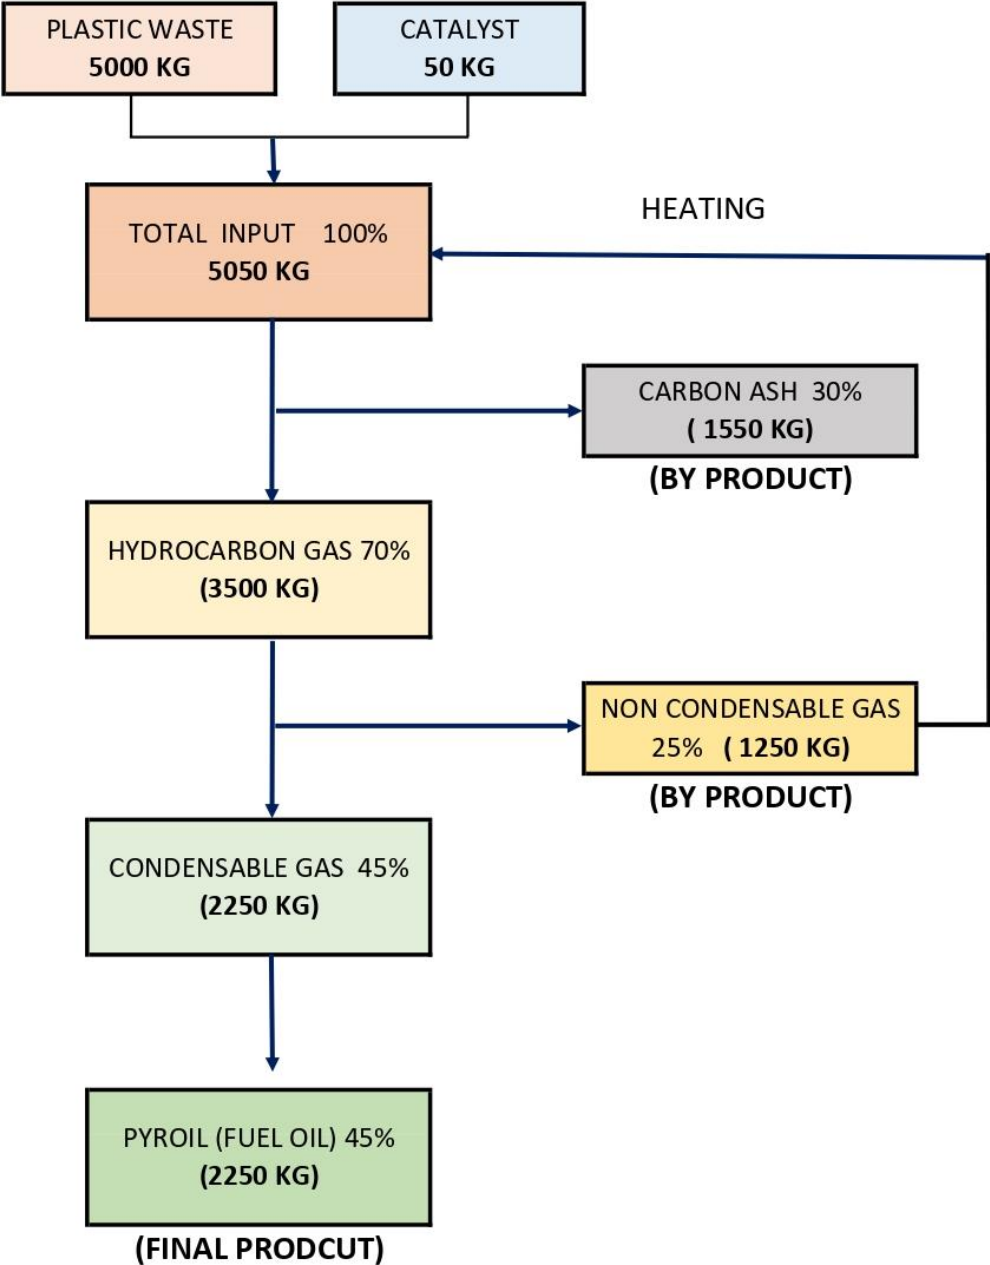 PLASTIC WASTE
5000 KG
CATALYST
50 KG
TOTAL INPUT 100%
5050 KG
HEATING
CARBON ASH 30%
( 1550 KG)
(BY PRODUCT)
HYDROCARBON GAS 70%
(3500 KG)
NON CONDENSABLE GAS
25% ( 1250 KG)
(BY PRODUCT)
CONDENSABLE GAS 45%
(2250 KG)
PYROIL (FUEL OIL) 45%
(2250 KG)
(FINAL PRODCUT)